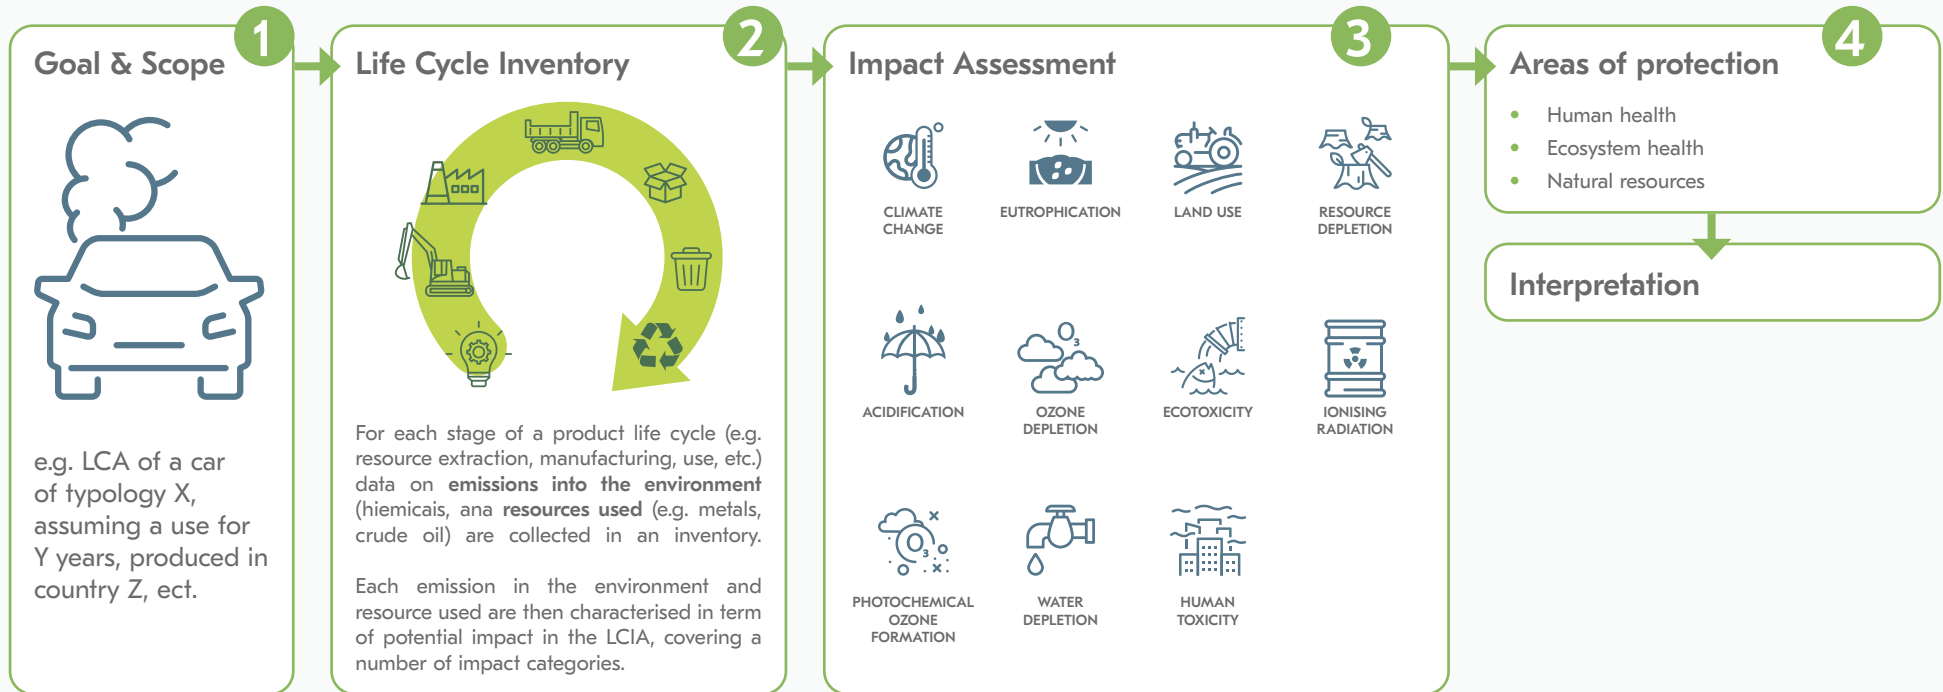 1
Goal & Scope
e.g. LCA of a car
of typology X,
assuming a use for
Y years, produced in
country Z, ect.
2
Life Cycle Inventory
For each stage of a product life cycle (e.g.
resource extraction, manufacturing, use, etc.)
data on emissions into the environment
(hiemicais, ana resources used (e.g. metals,
crude oil) are collected in an inventory.
Each emission in the environment and
resource used are then characterised in term
of potential impact in the LCIA, covering a
number of impact categories.
3
Impact Assessment
CLIMATE
CHANGE
EUTROPHICATION
LAND USE
RESOURCE
DEPLETION
ACIDIFICATION
O3
OZONE
DEPLETION
ECOTOXICITY
IONISING
RADIATION
O3
PHOTOCHEMICAL
OZONE
FORMATION
WATER
DEPLETION
HUMAN
TOXICITY
4
Areas of protection
• Human health
• Ecosystem health
• Natural resources
Interpretation